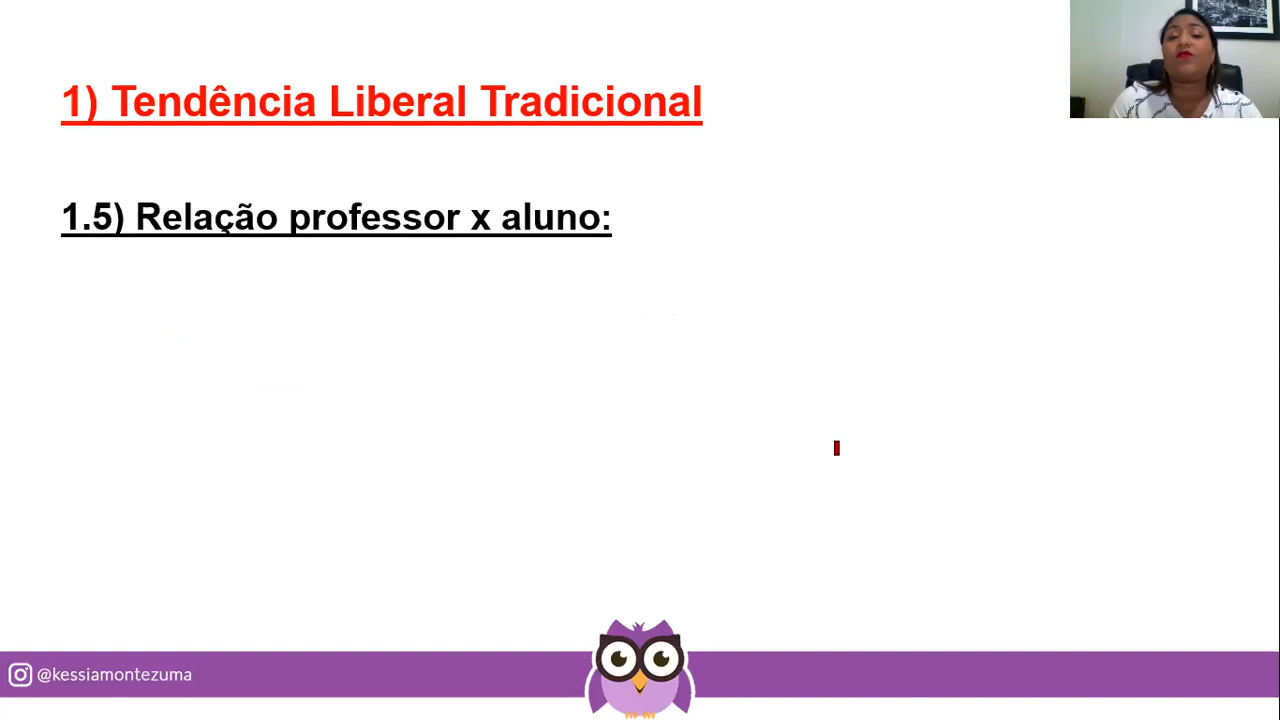 1) Tendência Liberal Tradicional
1.5) Relação professor x aluno:
@kessiamontezuma